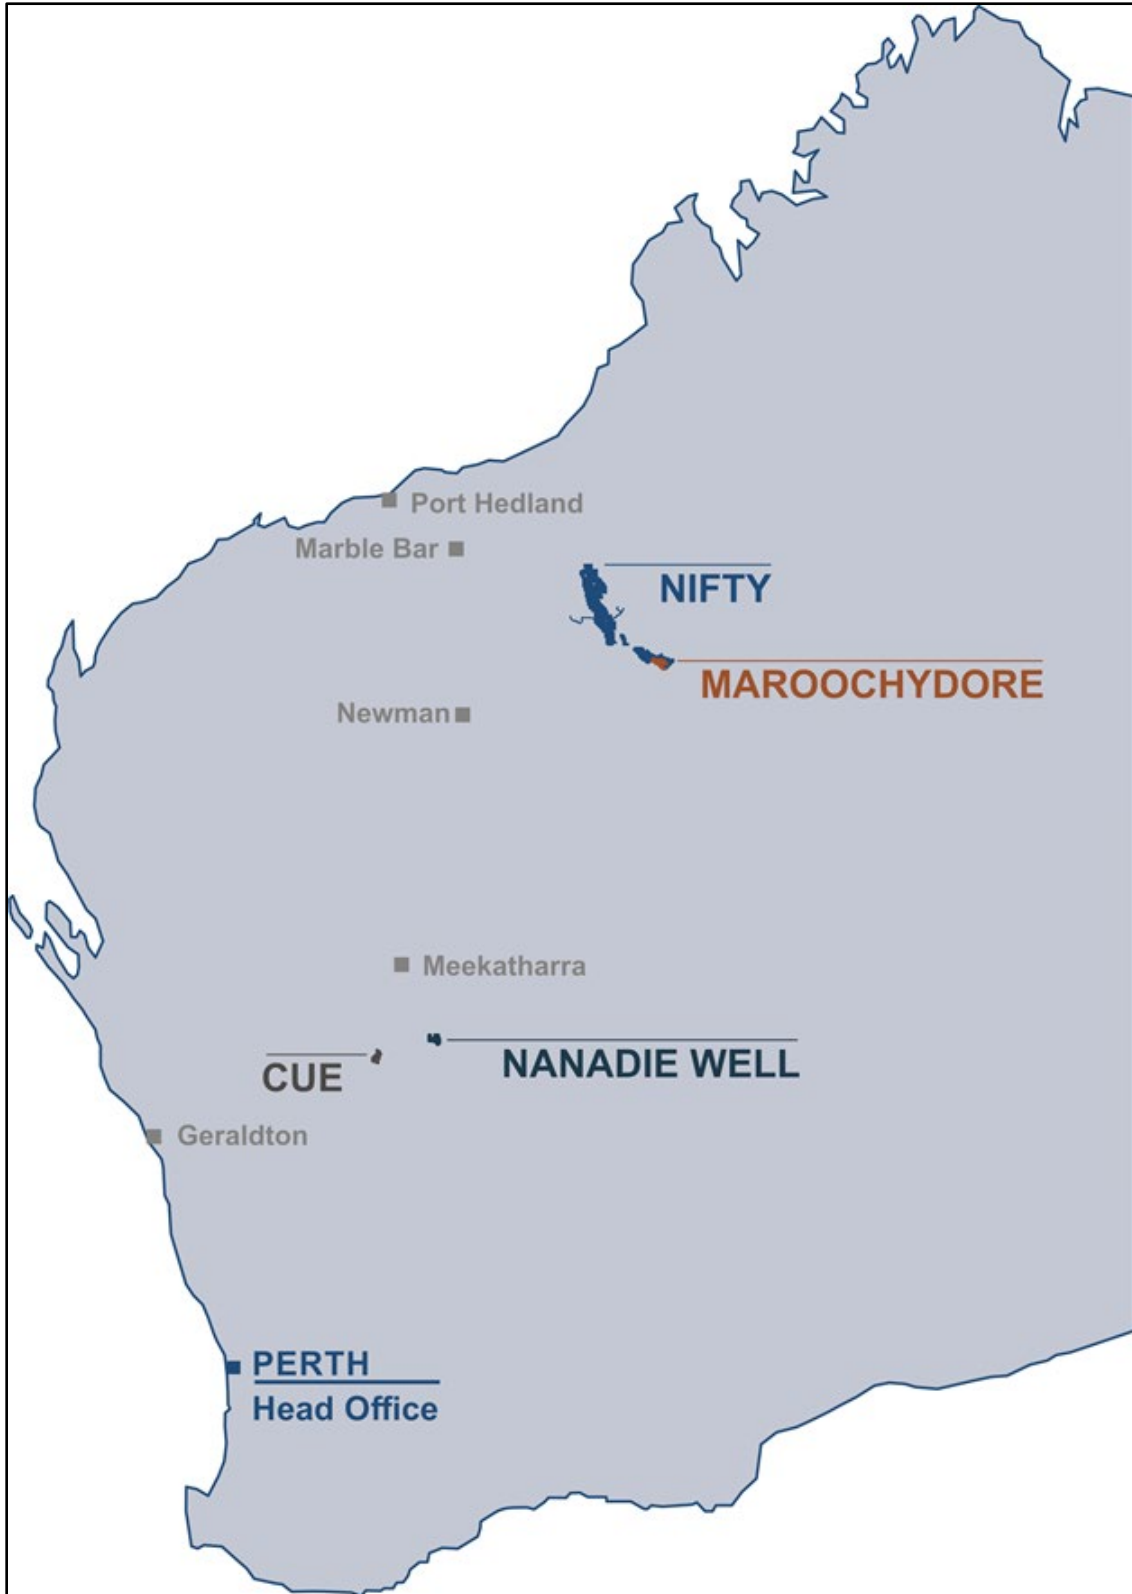 Port Hedland
Marble Bar
NIFTY
MAROOCHYDORE
Newman
Meekatharra
CUE
NANADIE WELL
Geraldton
PERTH
Head Office